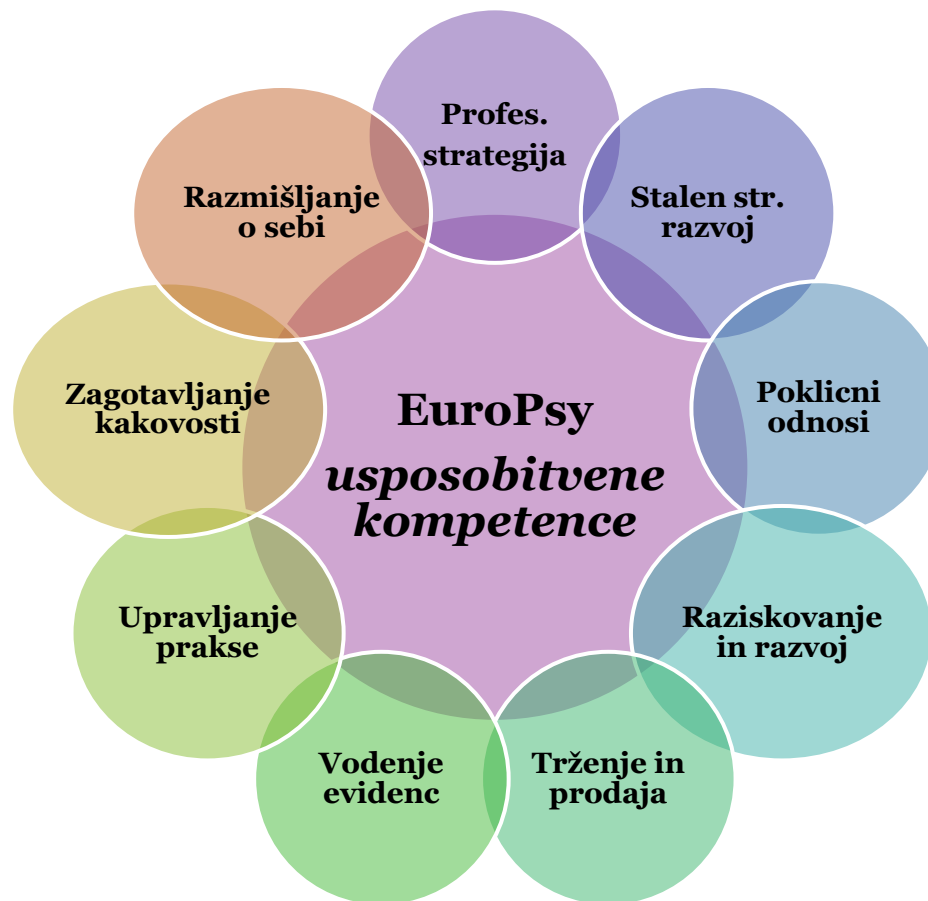 Profes.
strategija
Stalen str.
razvoj
Poklicni
odnosi
Raziskovanje
in razvoj
Trženje in
prodaja
Vodenje
evidenc
Upravljanje
prakse
Zagotavljanje
kakovosti
Razmišljanje
o sebi
EuroPsy
usposobitvene
kompetence